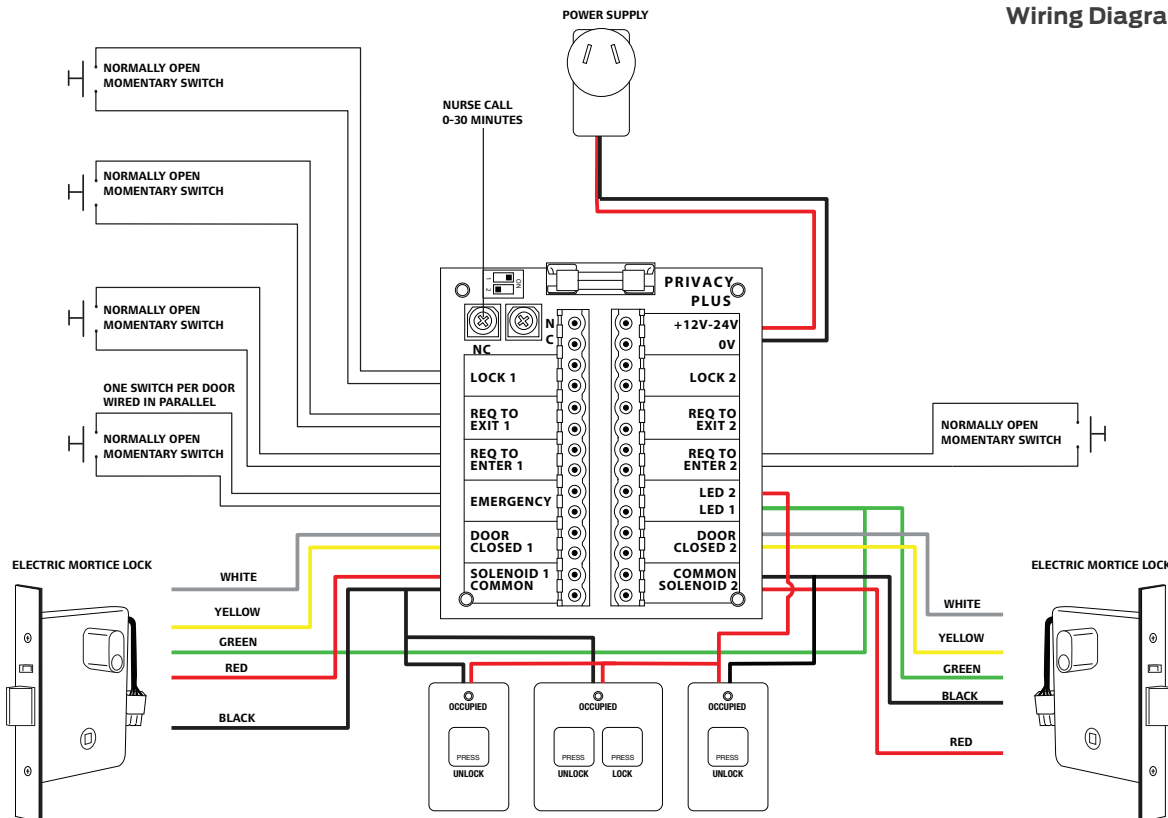 Wiring Diagra
POWER SUPPLY
NORMALLY OPEN
MOMENTARY SWITCH
NURSE CALL
0-30 MINUTES
NORMALLY OPEN
MOMENTARY SWITCH
NORMALLY OPEN
MOMENTARY SWITCH
ONE SWITCH PER DOOR
WIRED IN PARALLEL
NORMALLY OPEN
MOMENTARY SWITCH
NORMALLY OPEN
MOMENTARY SWITCH
1
2
ON
PRIVACY
PLUS
N
C
NC
+12V-24V
0V
LOCK 1
LOCK 2
REQ TO
EXIT 1
REQ TO
EXIT 2
REQ TO
ENTER 1
REQ TO
ENTER 2
EMERGENCY
LED 2
LED 1
DOOR
CLOSED 1
DOOR
CLOSED 2
SOLENOID 1
COMMON
COMMON
SOLENOID 2
ELECTRIC MORTICE LOCK
WHITE
YELLOW
GREEN
RED
BLACK
ELECTRIC MORTICE LOCK
WHITE
YELLOW
GREEN
BLACK
RED
OCCUPIED
PRESS
UNLOCK
OCCUPIED
PRESS PRESS
UNLOCK LOCK
OCCUPIED
PRESS
UNLOCK